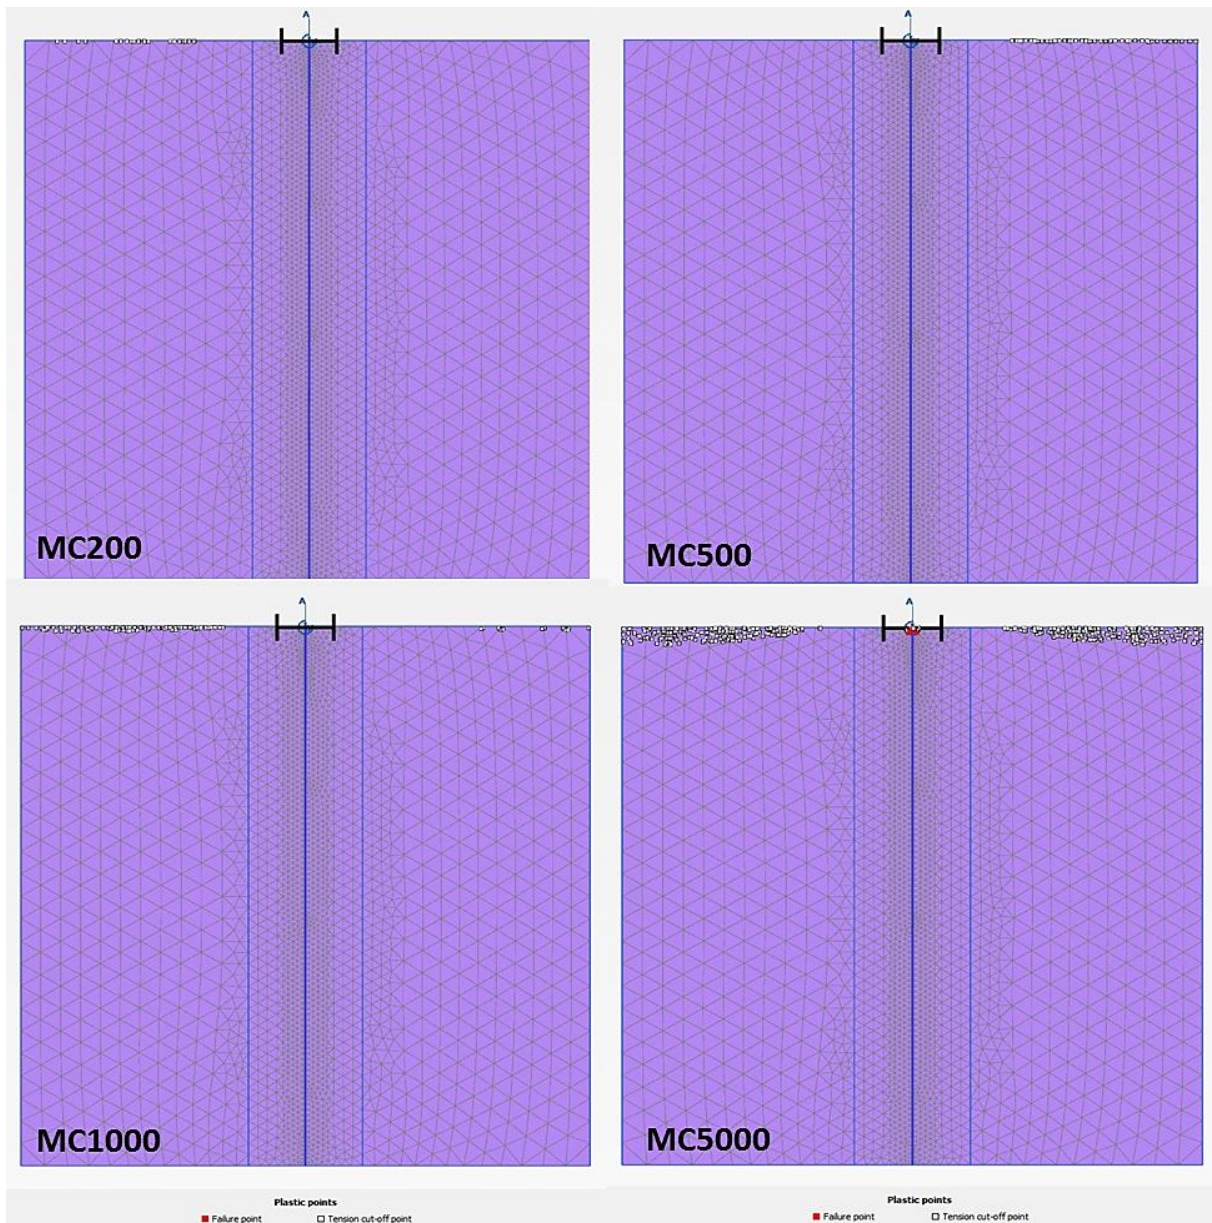 A
A
MC200
MC500
A
A
MC1000
MC5000
Plastic points
Failure point
Tension cut-off point
Plastic points
Failure point
Tension cut-off point